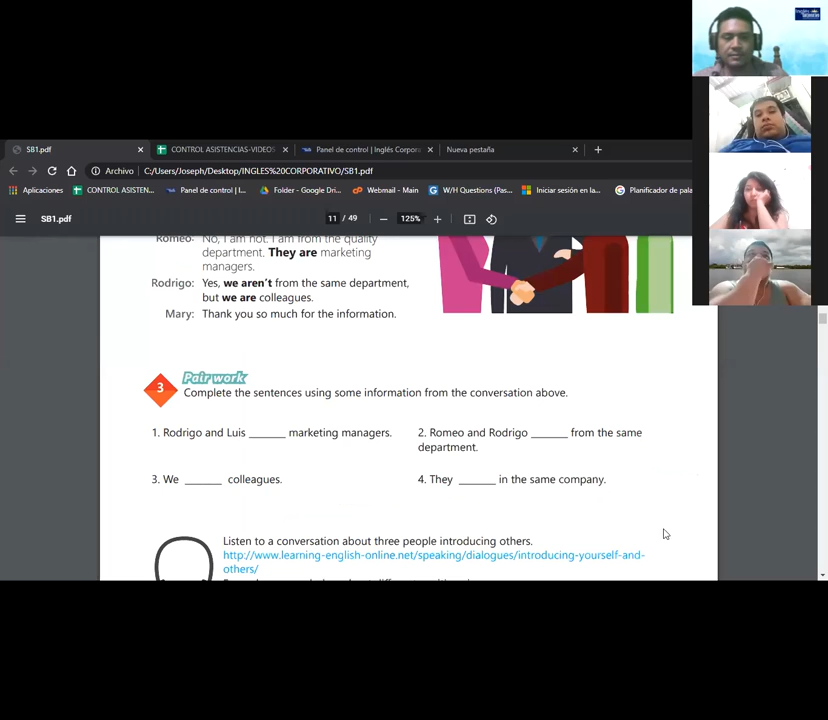 SB1.pdf
CONTROL ASISTENCIAS-VIDEOS
Panel de control | Inglés Corpora
Nueva pestaña
Archivo
C:/Users/Joseph/Desktop/INGLES%20CORPORATIVO/SB1.pdf
Aplicaciones
CONTROL ASISTEN...
Panel de control | I...
Folder - Google Dri...
Webmail - Main
W/H Questions (Pas...
Iniciar sesión en la...
Planificador de pala
SB1.pdf
11 / 49
125%
Romeo: No, I am not. I am from the quality
department. They are marketing
managers.
Rodrigo: Yes, we aren't from the same department,
but we are colleagues.
Mary: Thank you so much for the information.
Pair work
3
Complete the sentences using some information from the conversation above.
1. Rodrigo and Luis ______ marketing managers.
2. Romeo and Rodrigo ______ from the same
department.
3. We ______ colleagues.
4. They ______ in the same company.
Listen to a conversation about three people introducing others.
http://www.learning-english-online.net/speaking/dialogues/introducing-yourself-and-
others/